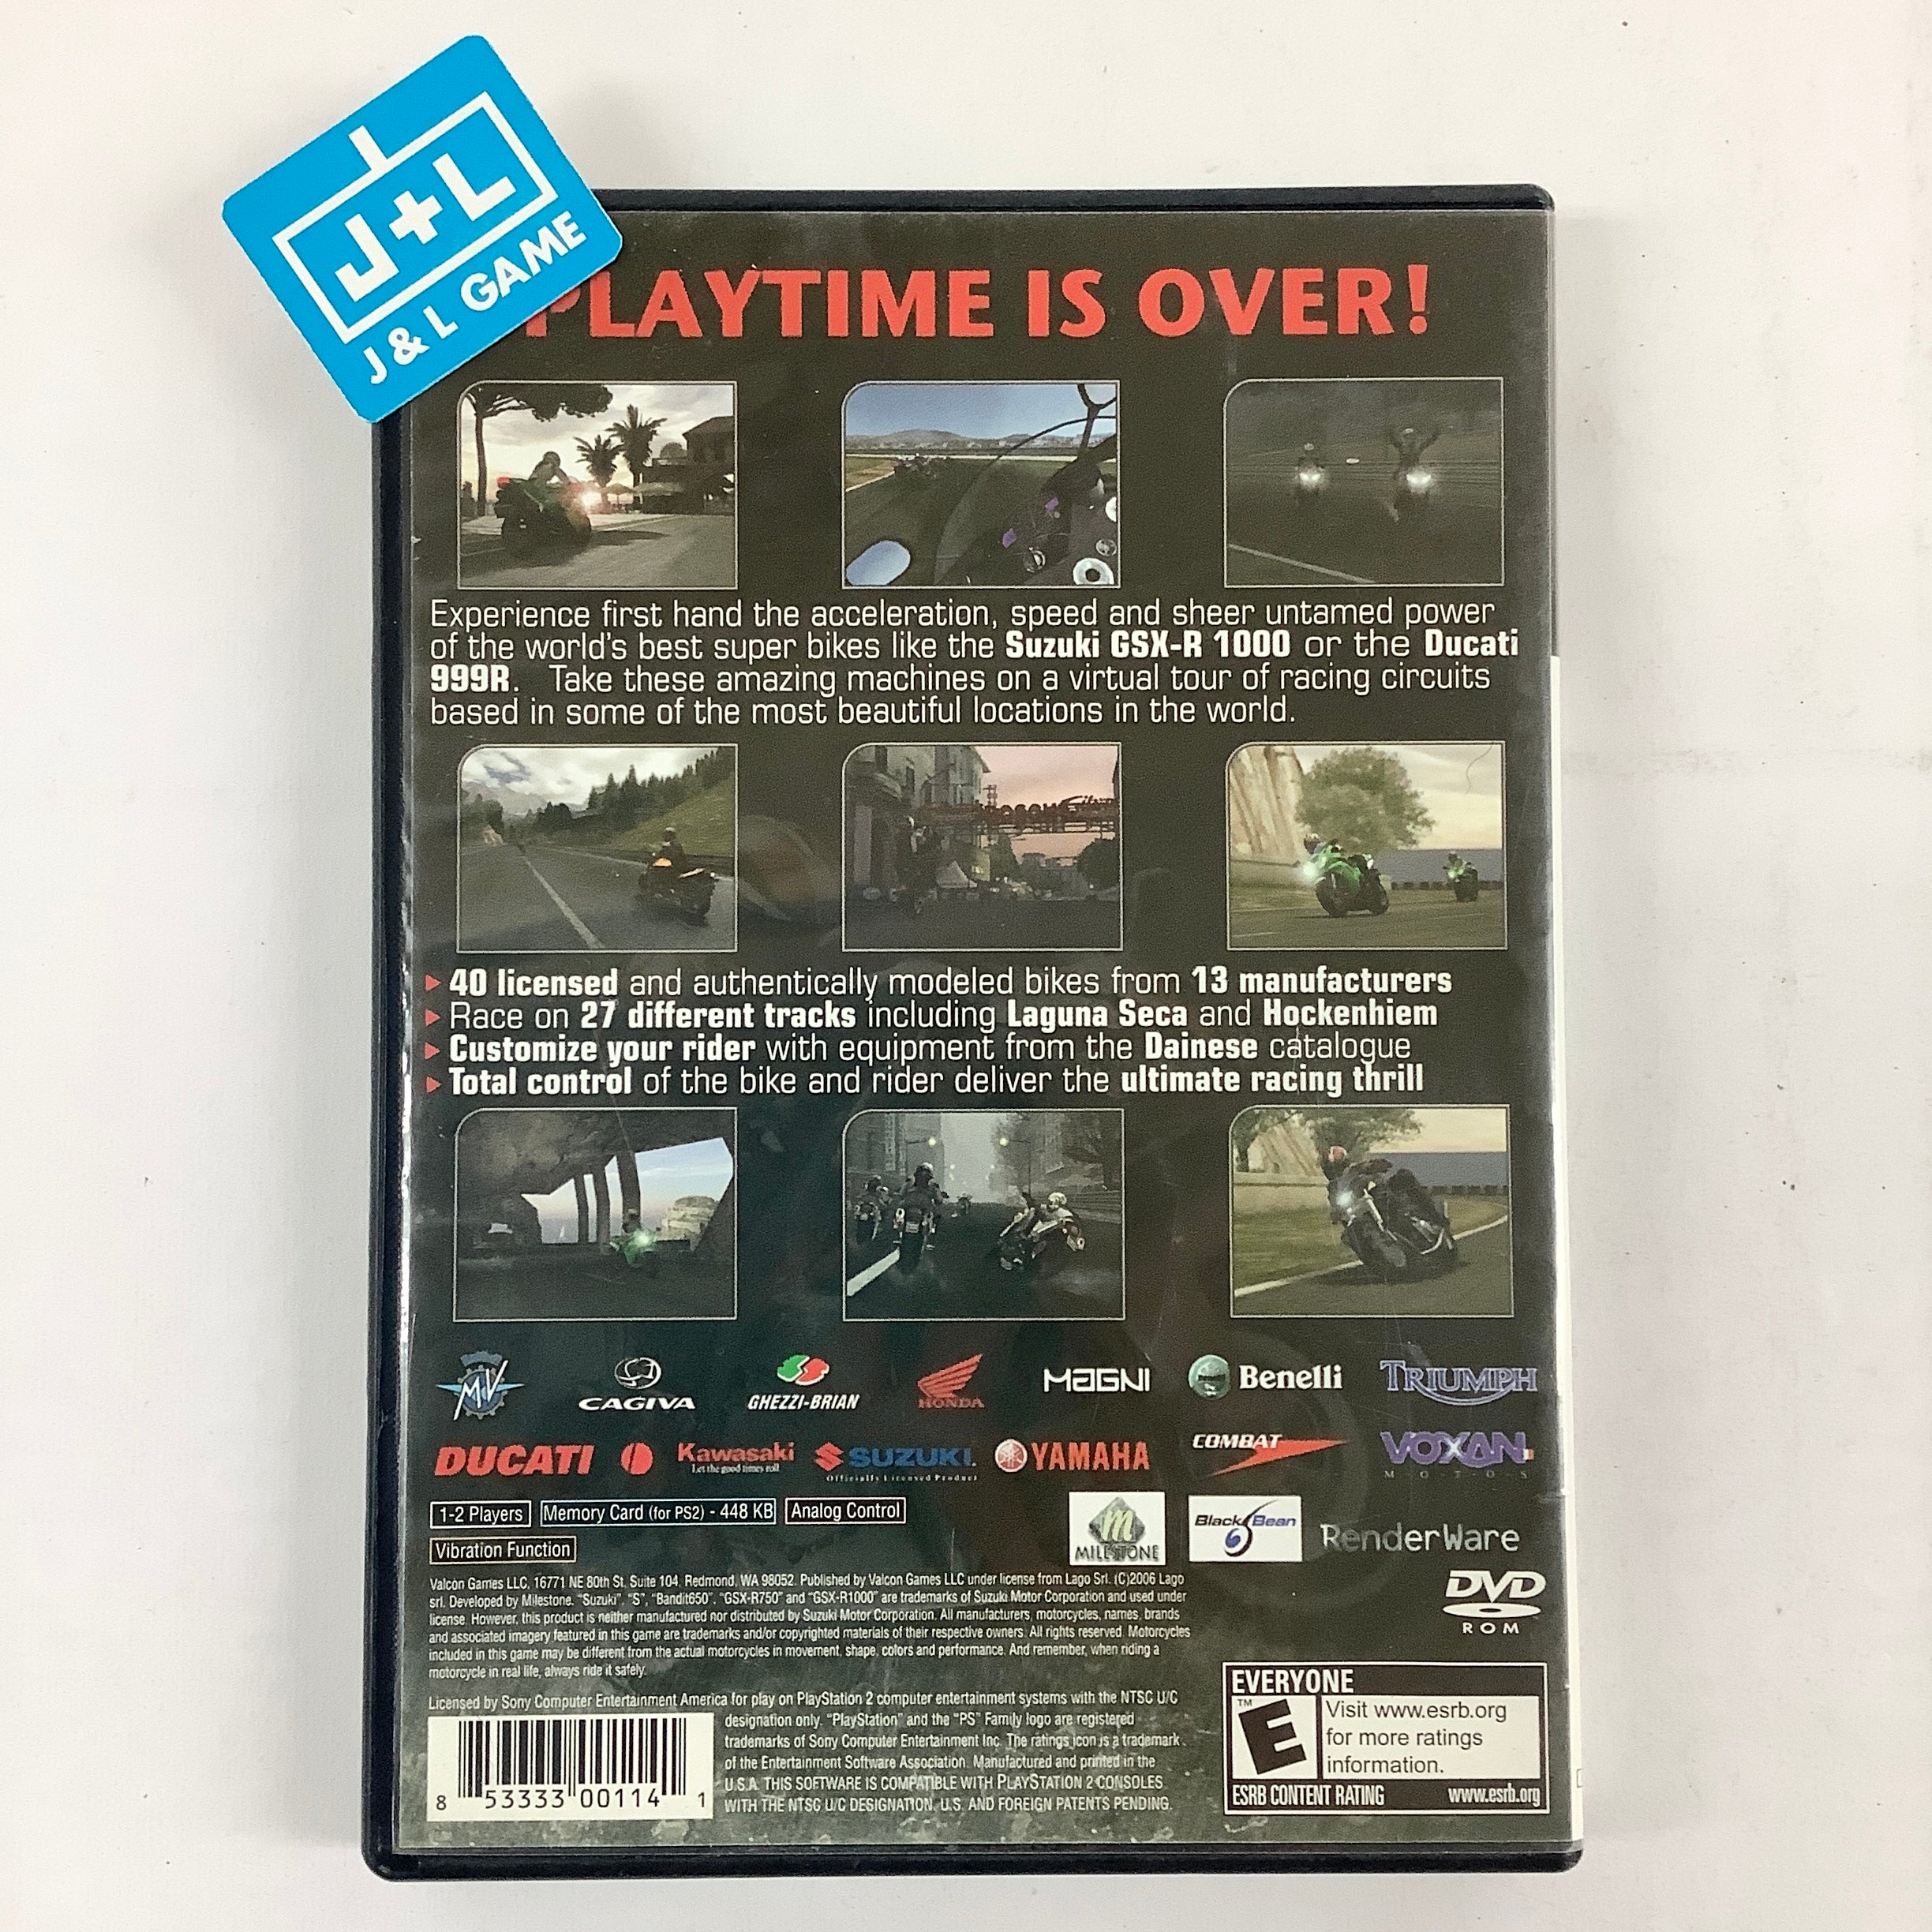 J+L
J & L GAME
PLAYTIME IS OVER!
Experience first hand the acceleration, speed and sheer untamed power
of the world's best super bikes like the Suzuki GSX-R 1000 or the Ducati
999R. Take these amazing machines on a virtual tour of racing circuits
based in some of the most beautiful locations in the world.
40 licensed and authentically modeled bikes from 13 manufacturers
Race on 27 different tracks including Laguna Seca and Hockenhiem
Customize your rider with equipment from the Dainese catalogue
Total control of the bike and rider deliver the ultimate racing thrill
MV CAGIVA GHEZZI-BRIAN HONDA MAGNI Benelli TRIUMPH
DUCATI Kawasaki SUZUKI YAMAHA COMBAT VOXAN
Let the good times roll Officially Licensed Product M·O·T·O·S
1-2 Players Memory Card (for PS2) - 448 KB Analog Control
Vibration Function
MILESTONE Black Bean RenderWare
Valcon Games LLC, 16771 NE 80th St. Suite 104, Redmond, WA 98052. Published by Valcon Games LLC under license from Lago Srl. (C)2006 Lago
srl. Developed by Milestone. "Suzuki", "S", "Bandit650", "GSX-R750" and "GSX-R1000" are trademarks of Suzuki Motor Corporation and used under
license. However, this product is neither manufactured nor distributed by Suzuki Motor Corporation. All manufacturers, motorcycles, names, brands
and associated imagery featured in this game are trademarks and/or copyrighted materials of their respective owners. All rights reserved. Motorcycles
included in this game may be different from the actual motorcycles in movement, shape, colors and performance. And remember, when riding a
motorcycle in real life, always ride it safely.
DVD
ROM
Licensed by Sony Computer Entertainment America for play on PlayStation 2 computer entertainment systems with the NTSC U/C
designation only. "PlayStation" and the "PS" Family logo are registered
trademarks of Sony Computer Entertainment Inc. The ratings icon is a trademark
of the Entertainment Software Association. Manufactured and printed in the
U.S.A. THIS SOFTWARE IS COMPATIBLE WITH PLAYSTATION 2 CONSOLES
WITH THE NTSC U/C DESIGNATION. U.S. AND FOREIGN PATENTS PENDING.
8 53333 00114 1
EVERYONE
E™
Visit www.esrb.org
for more ratings
information.
ESRB CONTENT RATING www.esrb.org